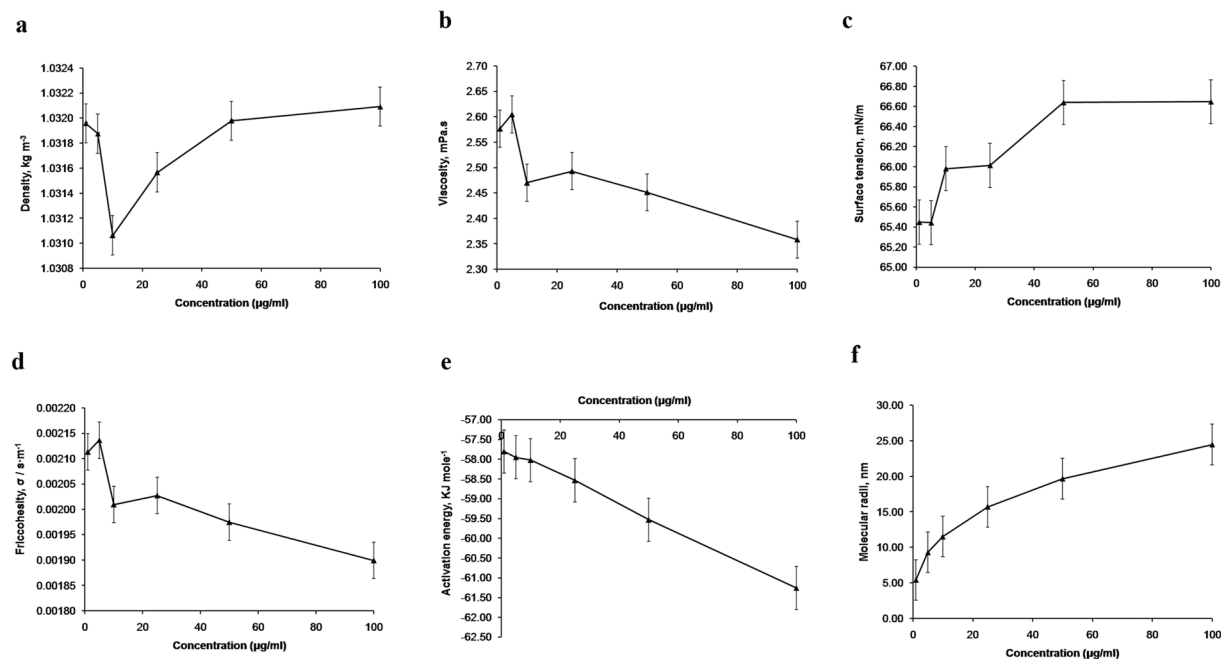 a
1.0324
1.0322
1.0320
1.0318
1.0316
1.0314
1.0312
1.0310
1.0308
Density, kg m⁻³
0 20 40 60 80 100
Concentration (µg/ml)
b
2.70
2.65
2.60
2.55
2.50
2.45
2.40
2.35
2.30
Viscosity, mPa.s
0 20 40 60 80 100
Concentration (µg/ml)
c
67.00
66.80
66.60
66.40
66.20
66.00
65.80
65.60
65.40
65.20
65.00
Surface tension, mN/m
0 20 40 60 80 100
Concentration (µg/ml)
d
0.00220
0.00215
0.00210
0.00205
0.00200
0.00195
0.00190
0.00185
0.00180
Friccohesity, σ / s·m⁻¹
0 20 40 60 80 100
Concentration (µg/ml)
e
Concentration (µg/ml)
0 20 40 60 80 100
-57.00
-57.50
-58.00
-58.50
-59.00
-59.50
-60.00
-60.50
-61.00
-61.50
-62.00
-62.50
Activation energy, KJ mole⁻¹
f
30.00
25.00
20.00
15.00
10.00
5.00
0.00
Molecular radii, nm
0 20 40 60 80 100
Concentration (µg/ml)